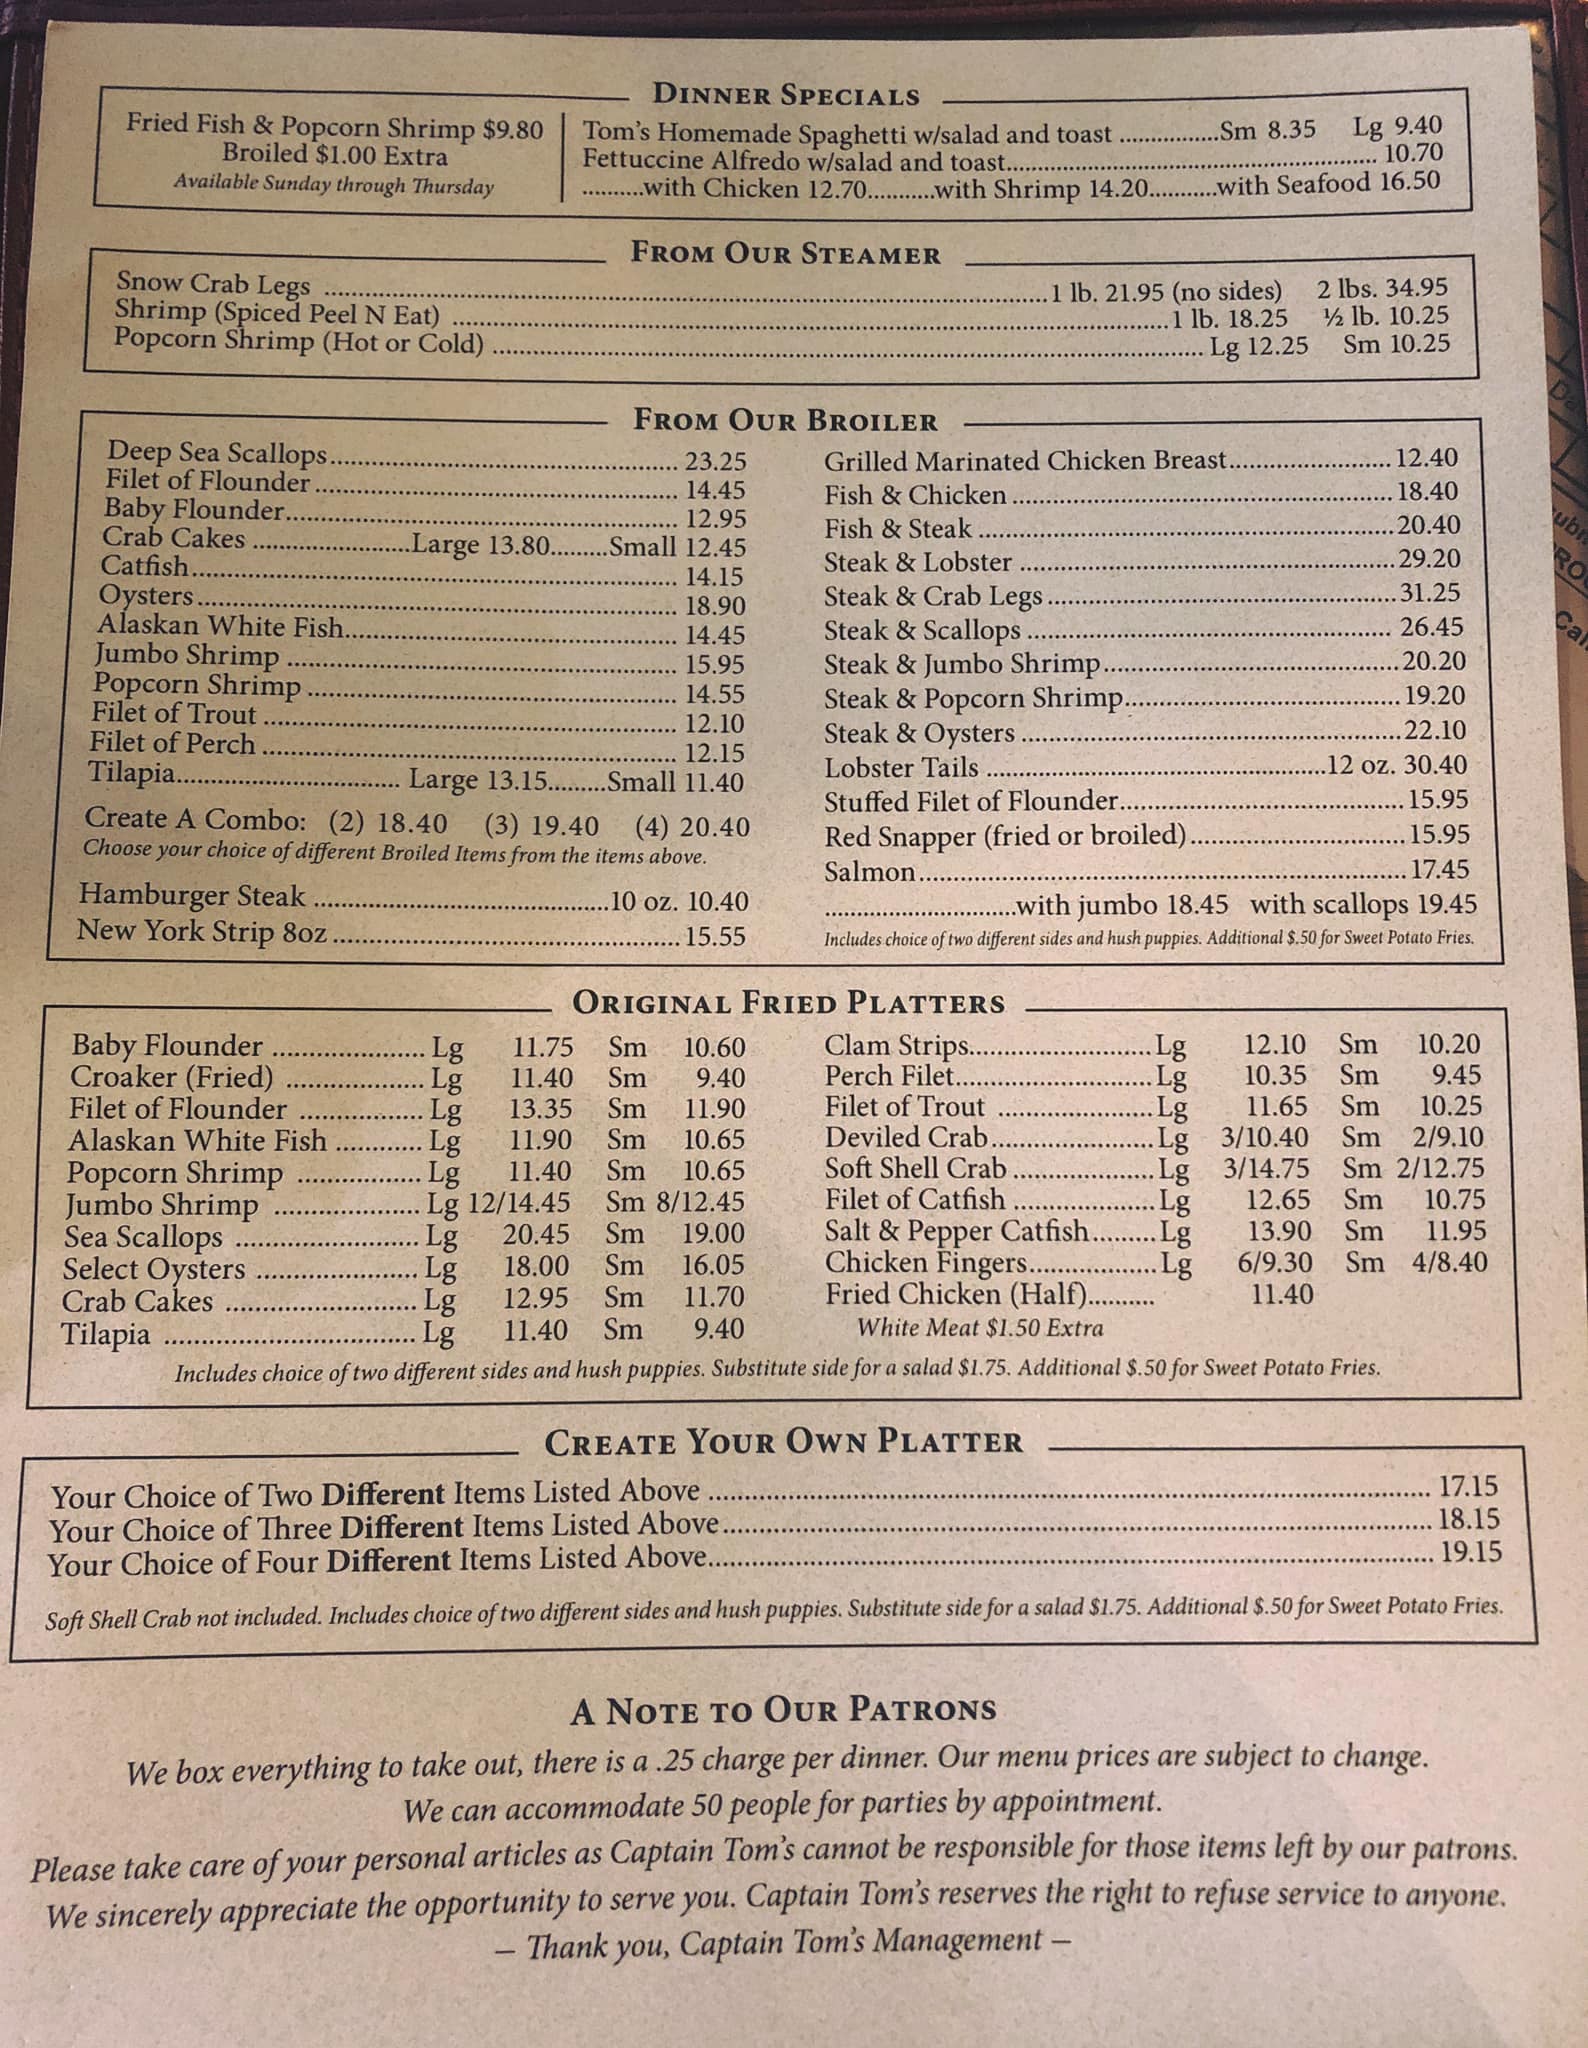 DINNER SPECIALS
Fried Fish & Popcorn Shrimp $9.80
Broiled $1.00 Extra
Available Sunday through Thursday
Tom's Homemade Spaghetti w/salad and toast ...............Sm 8.35 Lg 9.40
Fettuccine Alfredo w/salad and toast........................................................ 10.70
..........with Chicken 12.70...........with Shrimp 14.20...........with Seafood 16.50
FROM OUR STEAMER
Snow Crab Legs ........................................1 lb. 21.95 (no sides) 2 lbs. 34.95
Shrimp (Spiced Peel N Eat) ........................................1 lb. 18.25 ½ lb. 10.25
Popcorn Shrimp (Hot or Cold) ........................................ Lg 12.25 Sm 10.25
FROM OUR BROILER
Deep Sea Scallops........................................ 23.25
Filet of Flounder........................................ 14.45
Baby Flounder........................................ 12.95
Crab Cakes .......................Large 13.80.........Small 12.45
Catfish........................................ 14.15
Oysters........................................ 18.90
Alaskan White Fish........................................ 14.45
Jumbo Shrimp ........................................ 15.95
Popcorn Shrimp ........................................ 14.55
Filet of Trout ........................................ 12.10
Filet of Perch ........................................ 12.15
Tilapia................................. Large 13.15.........Small 11.40
Create A Combo: (2) 18.40 (3) 19.40 (4) 20.40
Choose your choice of different Broiled Items from the items above.
Hamburger Steak ........................................10 oz. 10.40
New York Strip 8oz ........................................ 15.55
Grilled Marinated Chicken Breast........................ 12.40
Fish & Chicken ........................................18.40
Fish & Steak ........................................20.40
Steak & Lobster ........................................29.20
Steak & Crab Legs ........................................31.25
Steak & Scallops ........................................ 26.45
Steak & Jumbo Shrimp........................................20.20
Steak & Popcorn Shrimp........................................ 19.20
Steak & Oysters ........................................22.10
Lobster Tails ........................................12 oz. 30.40
Stuffed Filet of Flounder........................................ 15.95
Red Snapper (fried or broiled)................................ 15.95
Salmon........................................ 17.45
............................with jumbo 18.45 with scallops 19.45
Includes choice of two different sides and hush puppies. Additional $.50 for Sweet Potato Fries.
ORIGINAL FRIED PLATTERS
Baby Flounder ...................... Lg 11.75 Sm 10.60
Croaker (Fried) .................... Lg 11.40 Sm 9.40
Filet of Flounder .................. Lg 13.35 Sm 11.90
Alaskan White Fish ............ Lg 11.90 Sm 10.65
Popcorn Shrimp .................. Lg 11.40 Sm 10.65
Jumbo Shrimp ..................... Lg 12/14.45 Sm 8/12.45
Sea Scallops .......................... Lg 20.45 Sm 19.00
Select Oysters ....................... Lg 18.00 Sm 16.05
Crab Cakes ............................ Lg 12.95 Sm 11.70
Tilapia .................................... Lg 11.40 Sm 9.40
Clam Strips..........................Lg 12.10 Sm 10.20
Perch Filet............................Lg 10.35 Sm 9.45
Filet of Trout ......................Lg 11.65 Sm 10.25
Deviled Crab.......................Lg 3/10.40 Sm 2/9.10
Soft Shell Crab ....................Lg 3/14.75 Sm 2/12.75
Filet of Catfish ....................Lg 12.65 Sm 10.75
Salt & Pepper Catfish.........Lg 13.90 Sm 11.95
Chicken Fingers..................Lg 6/9.30 Sm 4/8.40
Fried Chicken (Half).......... 11.40
White Meat $1.50 Extra
Includes choice of two different sides and hush puppies. Substitute side for a salad $1.75. Additional $.50 for Sweet Potato Fries.
CREATE YOUR OWN PLATTER
Your Choice of Two Different Items Listed Above ........................................ 17.15
Your Choice of Three Different Items Listed Above........................................ 18.15
Your Choice of Four Different Items Listed Above........................................ 19.15
Soft Shell Crab not included. Includes choice of two different sides and hush puppies. Substitute side for a salad $1.75. Additional $.50 for Sweet Potato Fries.
A NOTE TO OUR PATRONS
We box everything to take out, there is a .25 charge per dinner. Our menu prices are subject to change.
We can accommodate 50 people for parties by appointment.
Please take care of your personal articles as Captain Tom's cannot be responsible for those items left by our patrons.
We sincerely appreciate the opportunity to serve you. Captain Tom's reserves the right to refuse service to anyone.
– Thank you, Captain Tom's Management –